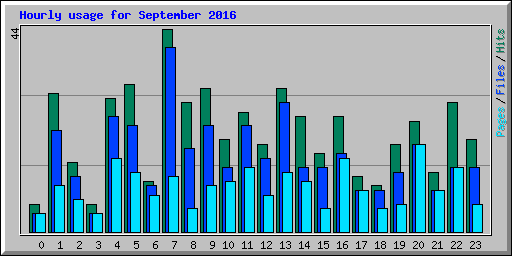 Hourly usage for September 2016
44
Pages/Files/Hits
0 1 2 3 4 5 6 7 8 9 10 11 12 13 14 15 16 17 18 19 20 21 22 23